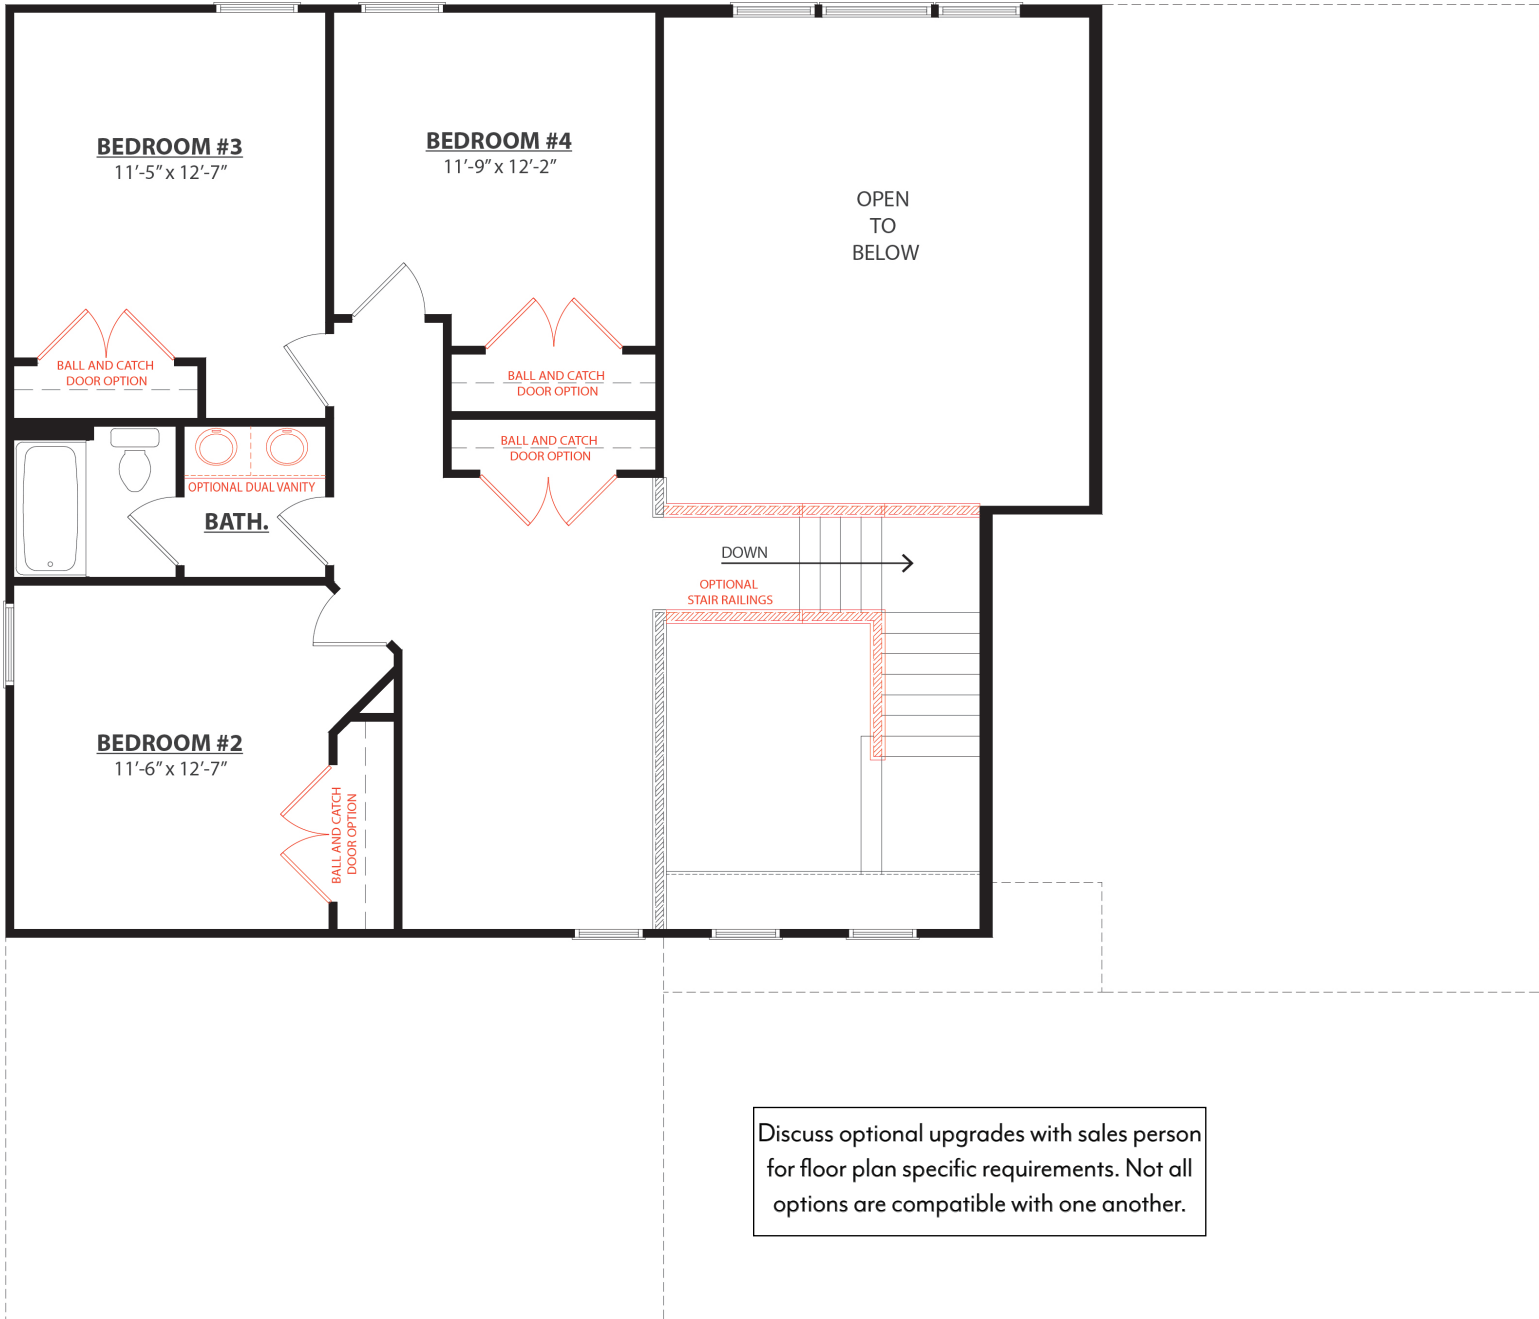 BEDROOM #3
11’-5” x 12’-7”
BEDROOM #4
11’-9” x 12’-2”
OPEN
TO
BELOW
BALL AND CATCH
DOOR OPTION
BALL AND CATCH
DOOR OPTION
BALL AND CATCH
DOOR OPTION
OPTIONAL DUAL VANITY
BATH.
DOWN
OPTIONAL
STAIR RAILINGS
BEDROOM #2
11’-6” x 12’-7”
BALL AND CATCH
DOOR OPTION
Discuss optional upgrades with sales person
for floor plan specific requirements. Not all
options are compatible with one another.